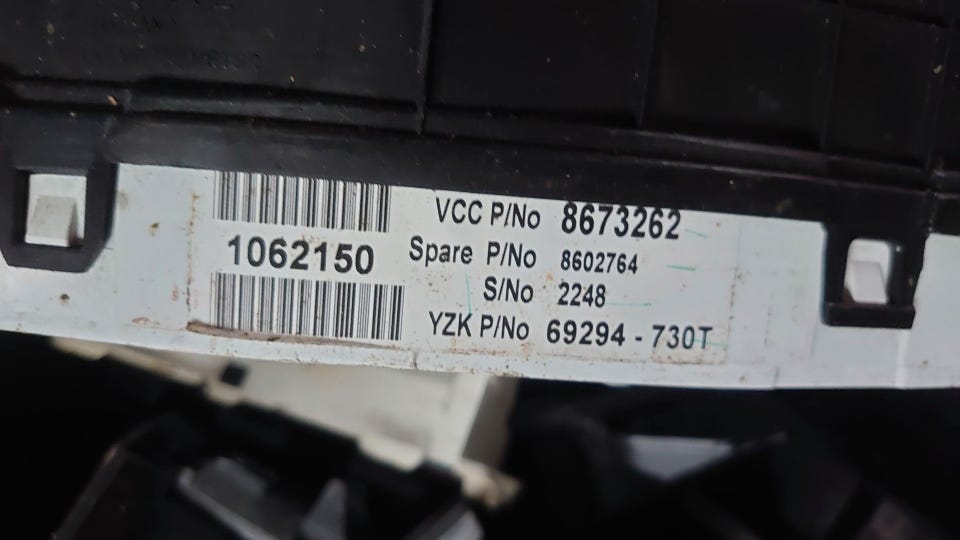 1062150
VCC P/No 8673262
Spare P/No 8602764
S/No 2248
YZK P/No 69294-730T